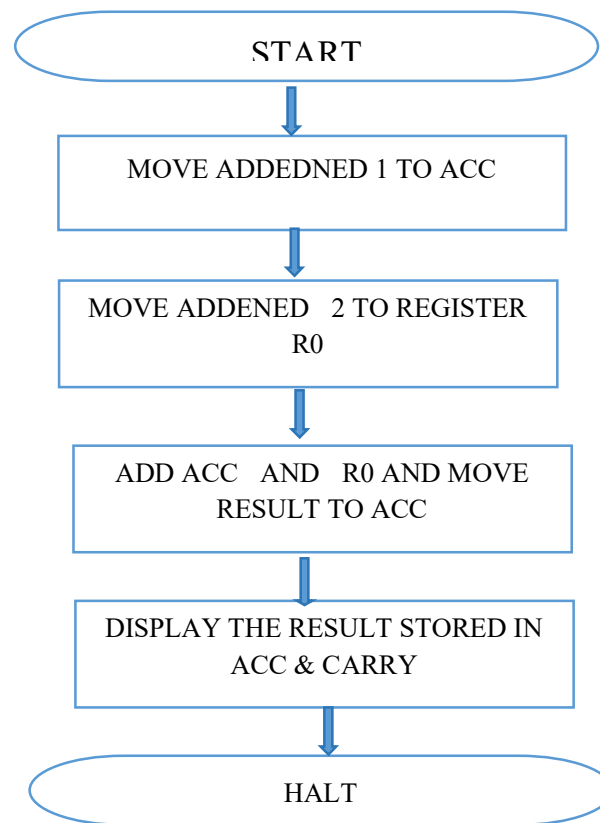 START
MOVE ADDEDNED 1 TO ACC
MOVE ADDENED 2 TO REGISTER
R0
ADD ACC AND R0 AND MOVE
RESULT TO ACC
DISPLAY THE RESULT STORED IN
ACC & CARRY
HALT